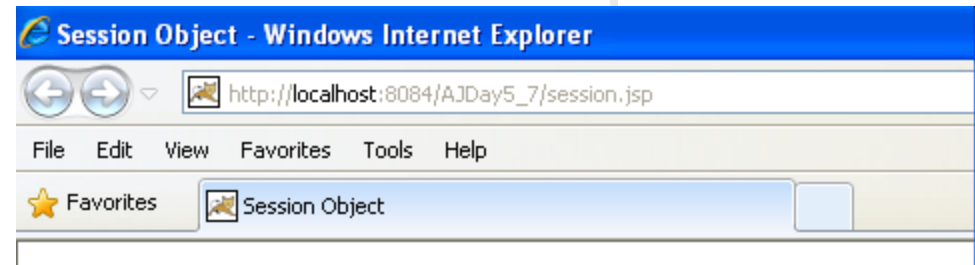 Session Object - Windows Internet Explorer
http://localhost:8084/AJDay5_7/session.jsp
File Edit View Favorites Tools Help
Favorites Session Object